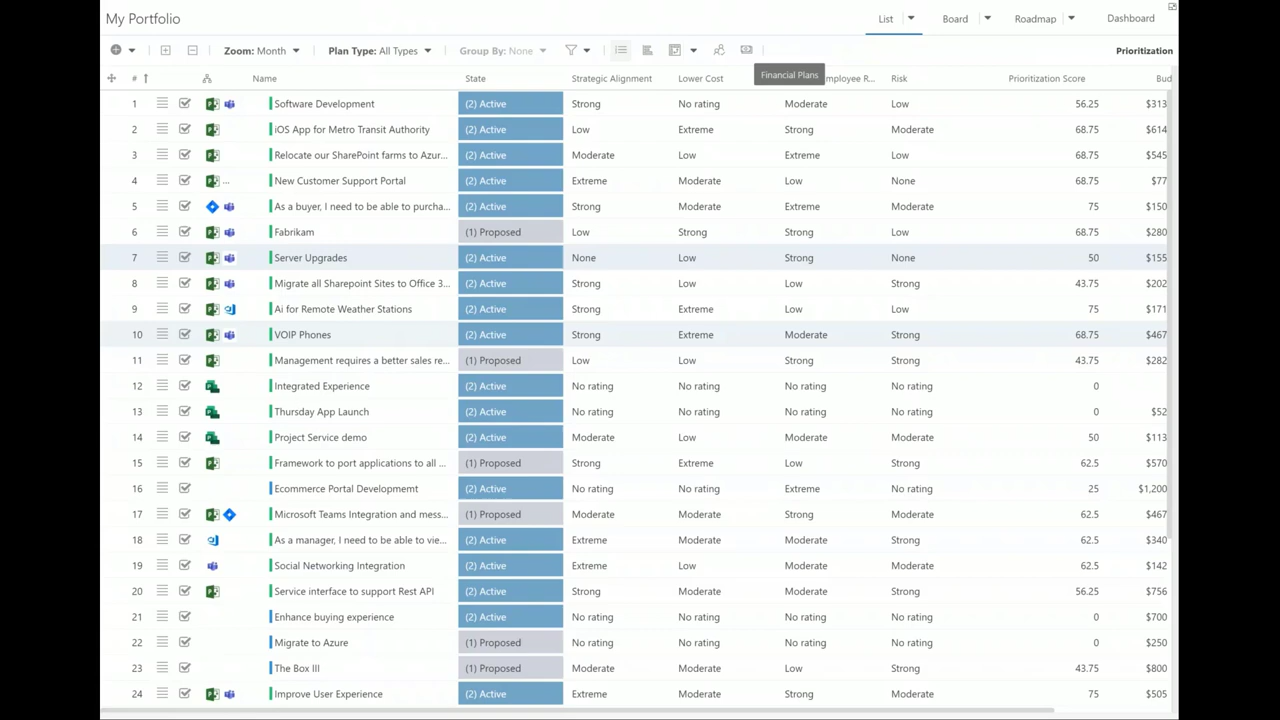 My Portfolio
List Board Roadmap Dashboard
Zoom: Month Plan Type: All Types Group By: None Prioritization
Financial Plans
# Name State Strategic Alignment Lower Cost mployee R... Risk Prioritization Score Bud
1 Software Development (2) Active Strong No rating Moderate Low 56.25 $313
2 iOS App for Metro Transit Authority (2) Active Low Extreme Strong Moderate 68.75 $614
3 Relocate our SharePoint farms to Azur... (2) Active Moderate Low Extreme Low 68.75 $545
4 ... New Customer Support Portal (2) Active Extreme Moderate Low None 68.75 $77
5 As a buyer, I need to be able to purcha... (2) Active Strong Moderate Extreme Moderate 75 $150
6 Fabrikam (1) Proposed Low Strong Strong Low 68.75 $280
7 Server Upgrades (2) Active None Low Strong None 50 $155
8 Migrate all Sharepoint Sites to Office 3... (2) Active Strong Low Low Strong 43.75 $202
9 Ai for Remote Weather Stations (2) Active Strong Extreme Low Low 75 $171
10 VOIP Phones (2) Active Strong Extreme Moderate Strong 68.75 $467
11 Management requires a better sales re... (1) Proposed Low Low Strong Strong 43.75 $282
12 Integrated Experience (2) Active No rating No rating No rating No rating 0
13 Thursday App Launch (2) Active No rating No rating No rating No rating 0 $52
14 Project Service demo (2) Active Moderate Low Moderate Moderate 50 $113
15 Framework port applications to all ... (1) Proposed Strong Extreme Low Strong 62.5 $570
16 Ecommerce Portal Developmemt (2) Active No rating No rating Extreme No rating 25 $1,200
17 Microsoft Teams Integration and mess... (1) Proposed Moderate Moderate Strong Moderate 62.5 $467
18 As a manager, I need to be able to vie... (2) Active Extreme Moderate Moderate Strong 62.5 $340
19 Social Networking Integration (2) Active Extreme Low Moderate Moderate 62.5 $142
20 Service interface to support Rest API (2) Active Strong Moderate Moderate Strong 56.25 $756
21 Enhance buying experience (2) Active No rating No rating No rating No rating 0 $700
22 Migrate to Azure (1) Proposed No rating No rating No rating No rating 0 $250
23 The Box III (1) Proposed Moderate Moderate Low Strong 43.75 $800
24 Improve User Experience (2) Active Extreme Moderate Strong Moderate 75 $505